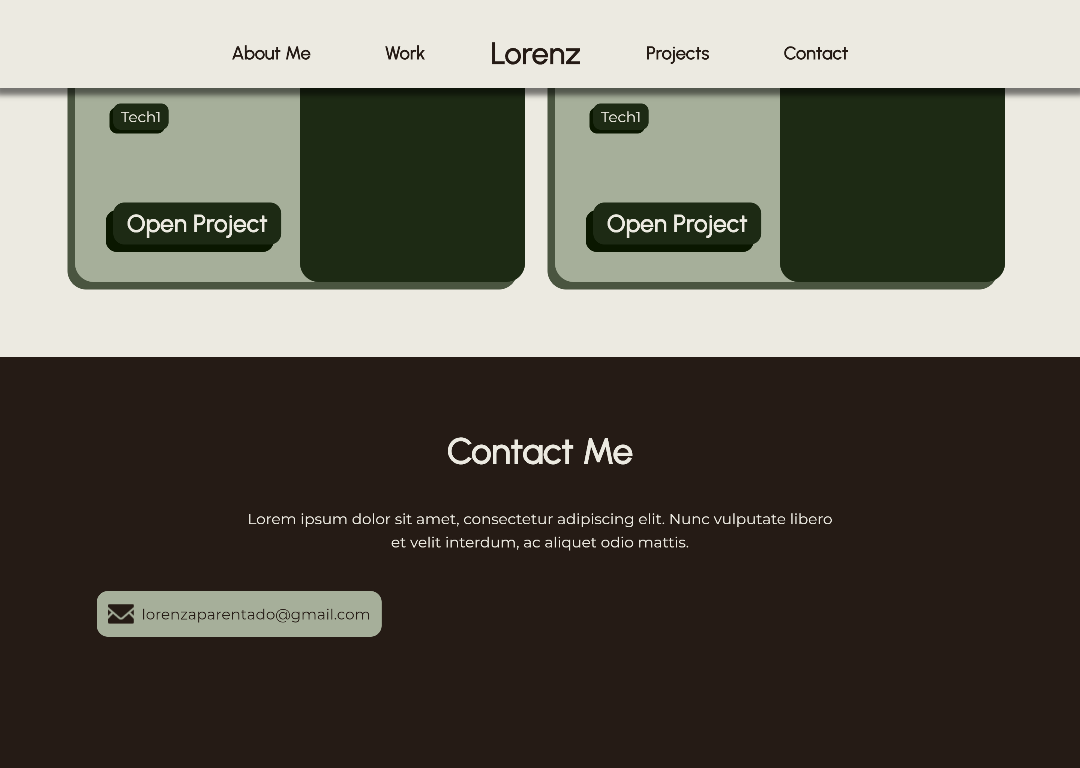 About Me
Work
Lorenz
Projects
Contact
Tech1
Tech1
Open Project
Open Project
Contact Me
Lorem ipsum dolor sit amet, consectetur adipiscing elit. Nunc vulputate libero
et velit interdum, ac aliquet odio mattis.
lorenzaparentado@gmail.com